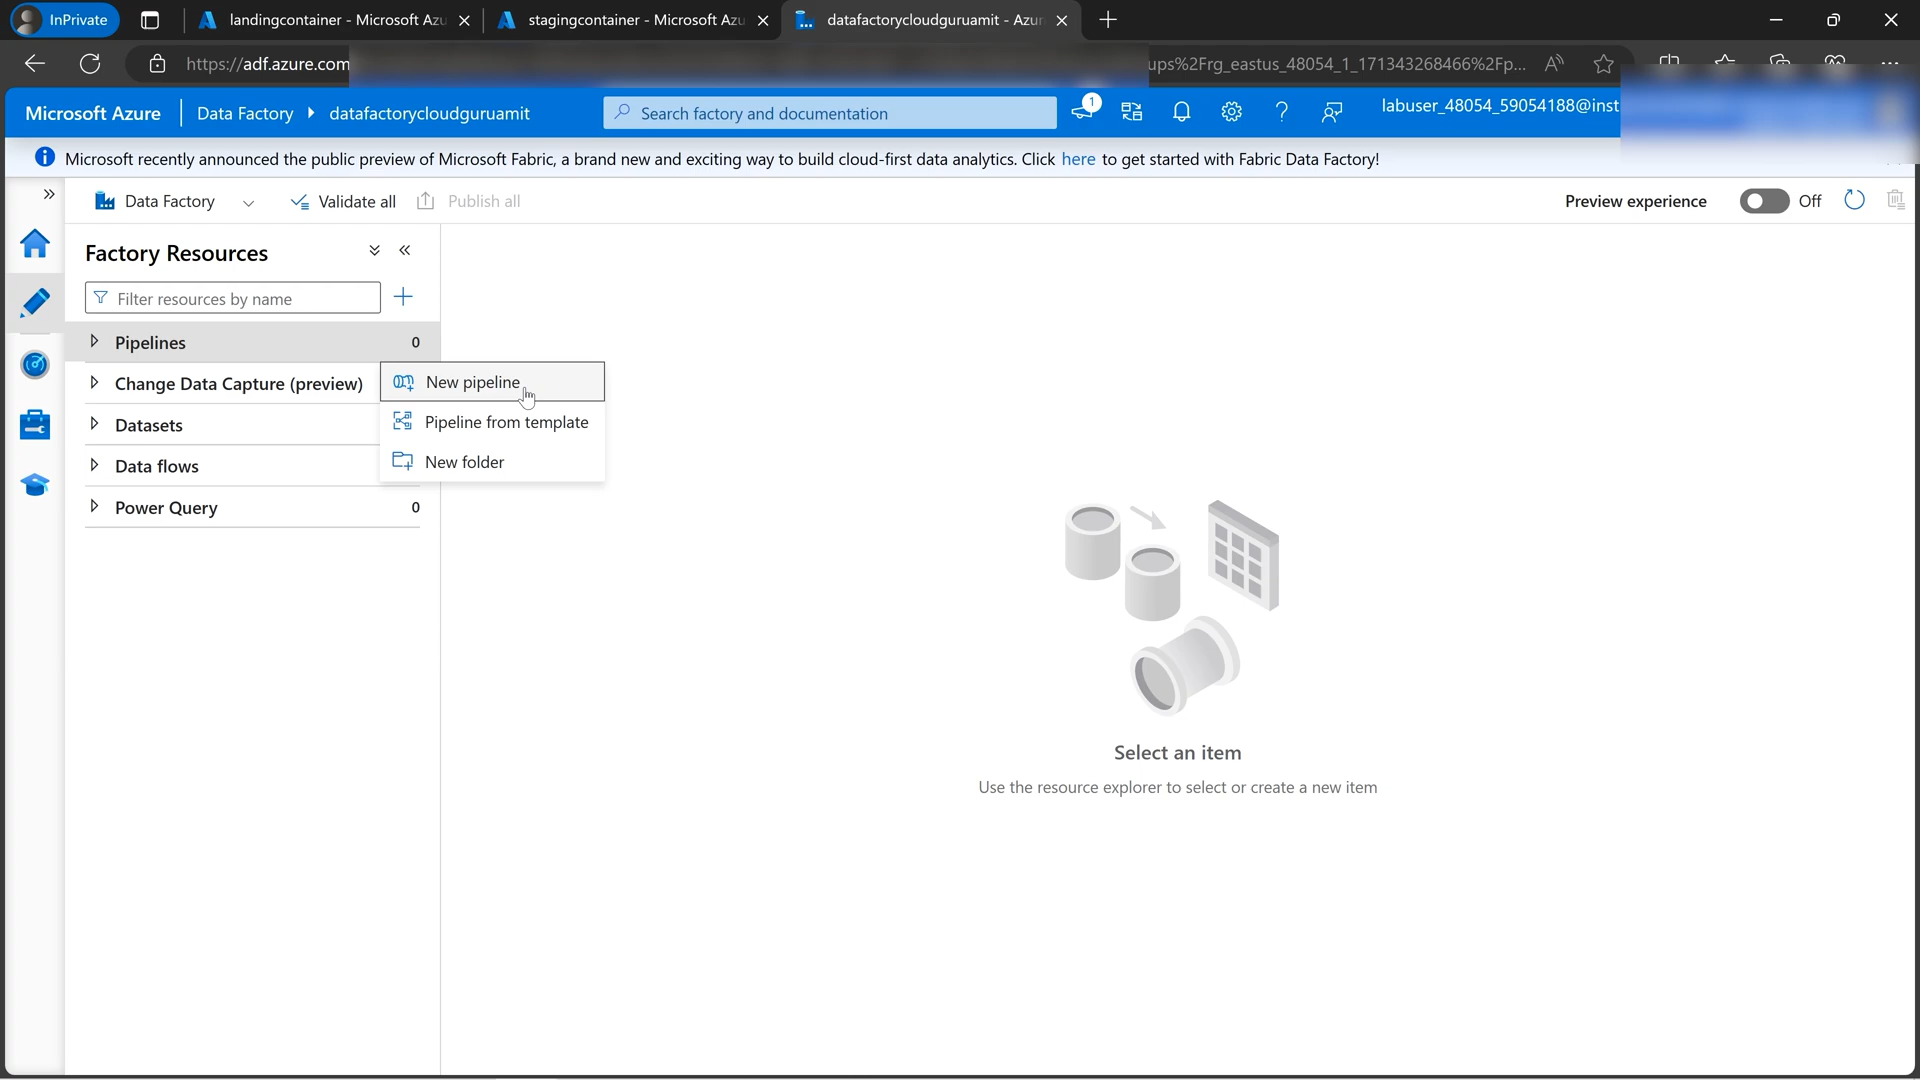 InPrivate
landingcontainer - Microsoft Azu
stagingcontainer - Microsoft Azu
datafactorycloudguruamit - Azur
https://adf.azure.com
ups%2Frg_eastus_48054_1_171343268466%2Fp...
Microsoft Azure
Data Factory
datafactorycloudguruamit
Search factory and documentation
1
labuser_48054_59054188@inst
Microsoft recently announced the public preview of Microsoft Fabric, a brand new and exciting way to build cloud-first data analytics. Click here to get started with Fabric Data Factory!
Data Factory
Validate all
Publish all
Preview experience
Off
Factory Resources
Filter resources by name
Pipelines 0
Change Data Capture (preview)
New pipeline
Pipeline from template
New folder
Datasets
Data flows
Power Query 0
Select an item
Use the resource explorer to select or create a new item